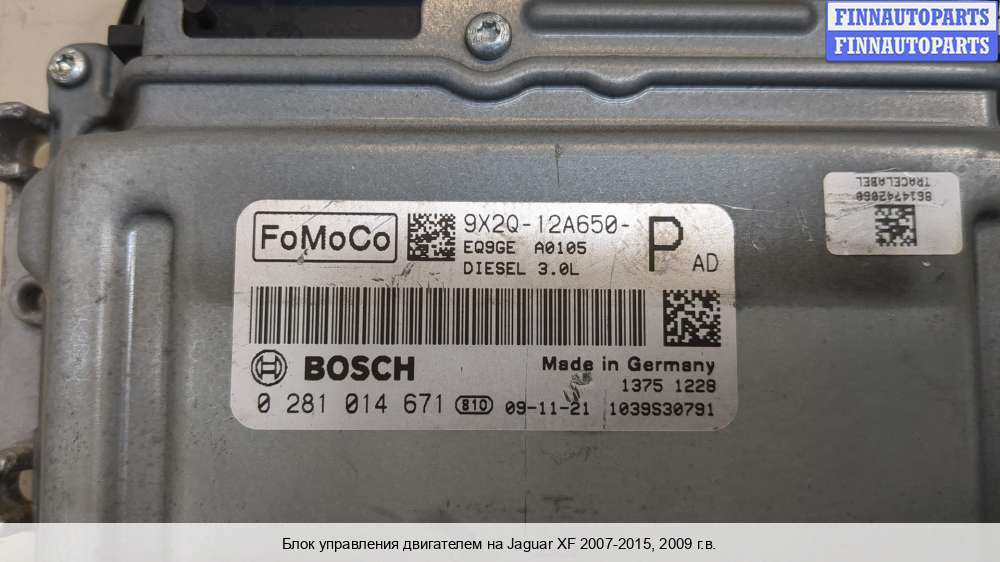 FINNAUTOPARTS
FINNAUTOPARTS
8614742060
TRACELABEL
FoMoCo
9X2Q-12A650-
P
AD
EQ9GE A0105
DIESEL 3.0L
BOSCH
Made in Germany
1375 1228
0 281 014 671 810 09-11-21 1039S30791
Блок управления двигателем на Jaguar XF 2007-2015, 2009 г.в.